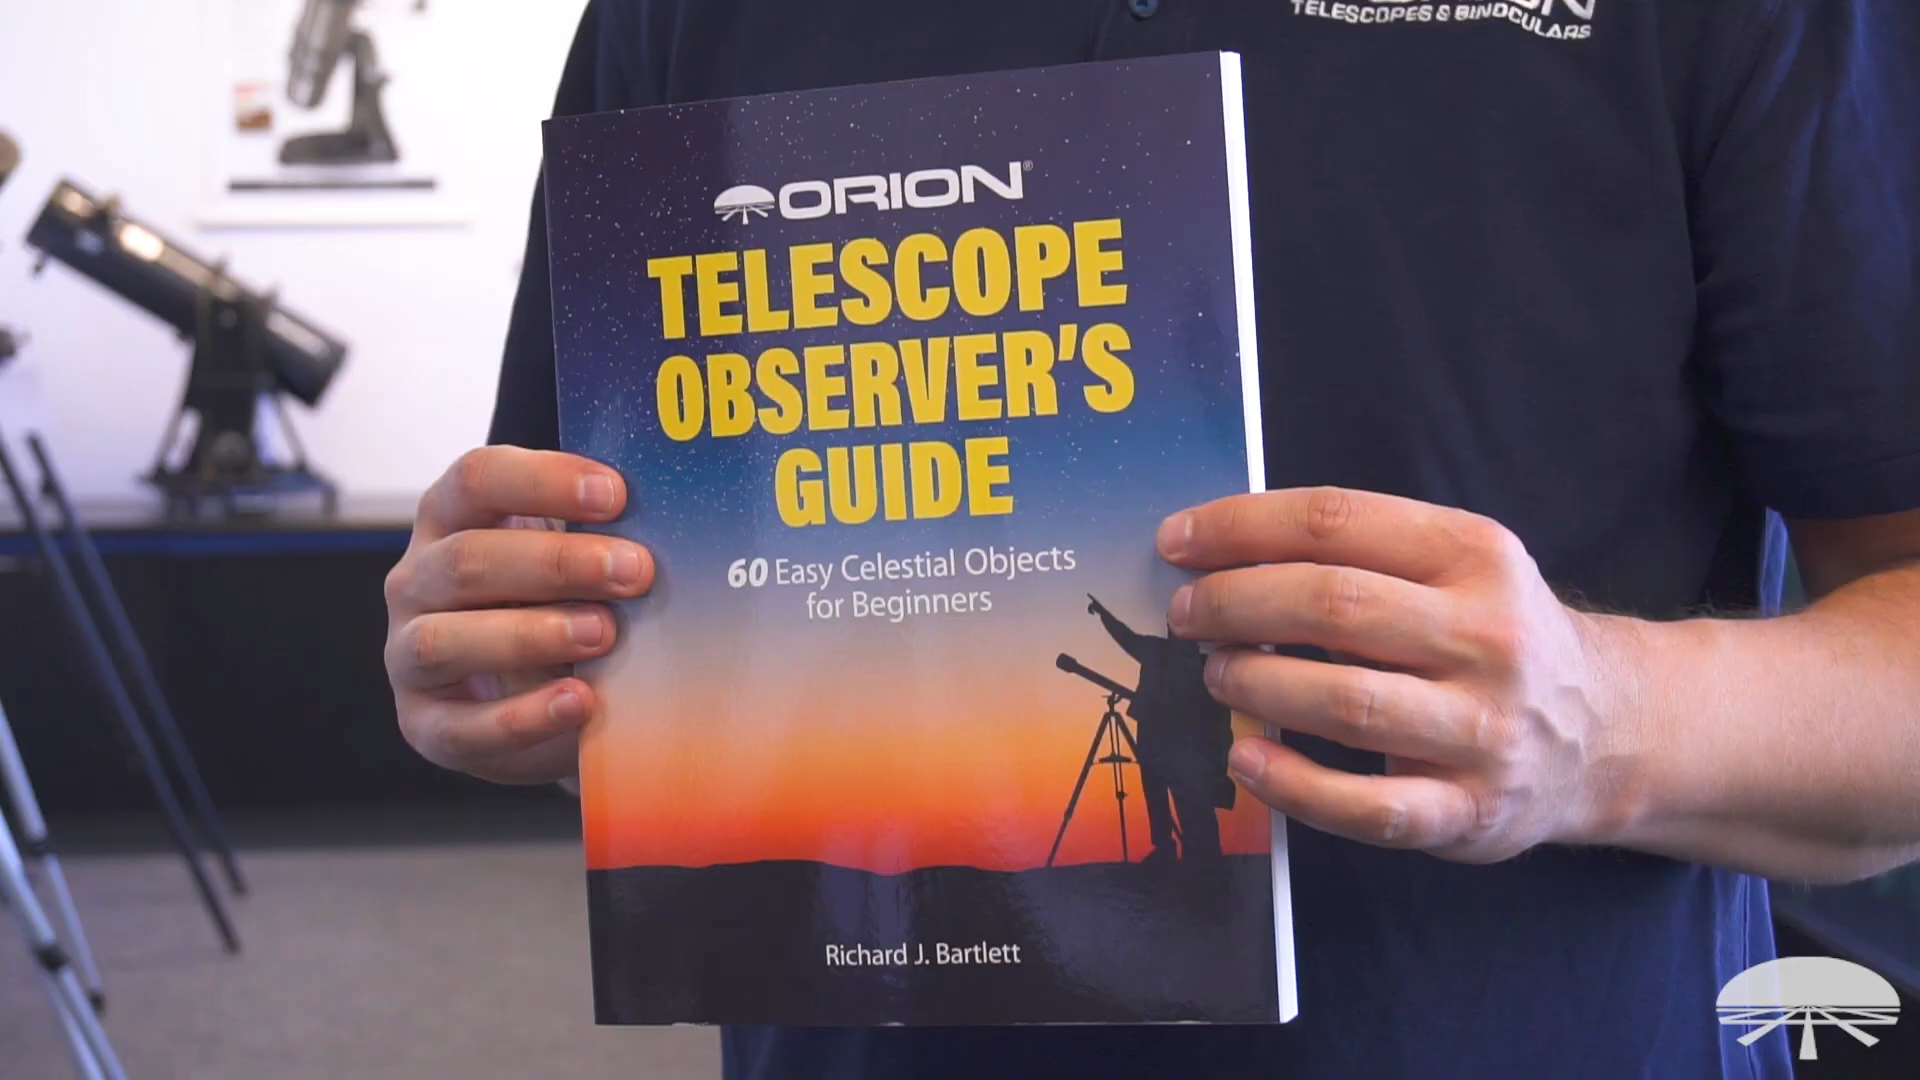 TELESCOPES & BINOCULARS
ORION®
TELESCOPE
OBSERVER'S
GUIDE
60 Easy Celestial Objects
for Beginners
Richard J. Bartlett